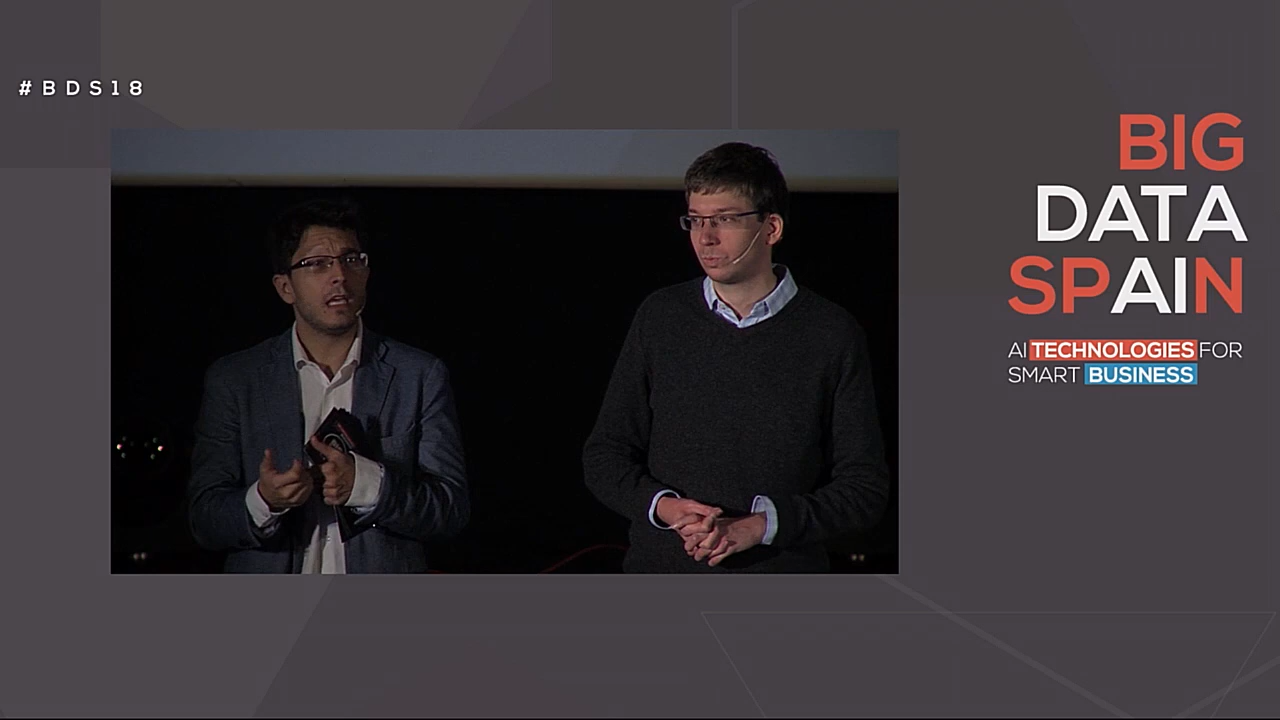 #BDS18
BIG
DATA
SPAIN
AI TECHNOLOGIES FOR
SMART BUSINESS